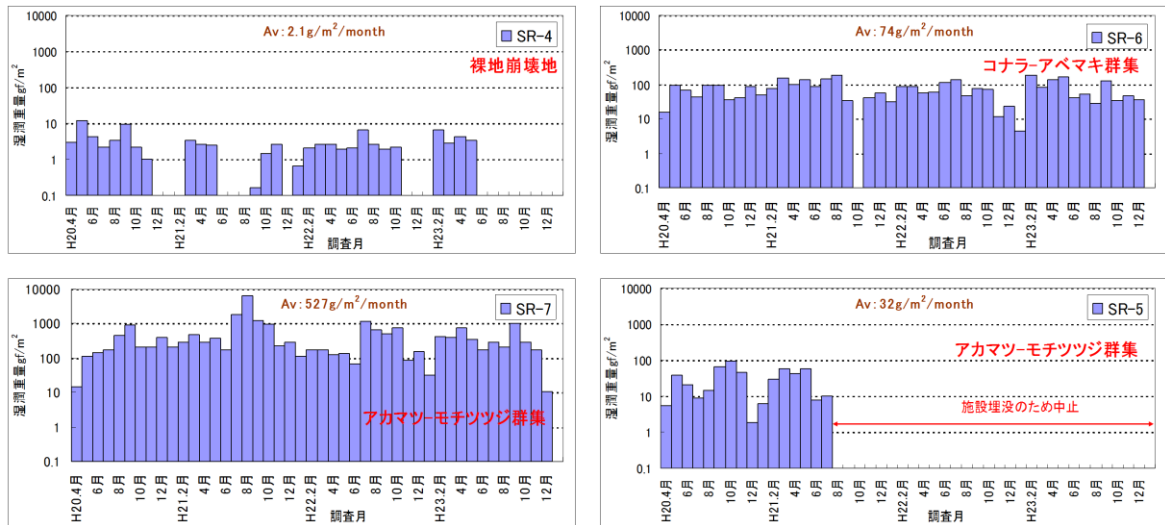 Av:2.1g/m²/month
SR-4
裸地崩壊地
湿潤重量gf/m²
10000
1000
100
10
1
0.1
H20.4月 6月 8月 10月 12月 H21.2月 4月 6月 8月 10月 12月 H22.2月 4月 6月 8月 10月 12月 H23.2月 4月 6月 8月 10月 12月
調査月
Av:74g/m²/month
SR-6
コナラ-アベマキ群集
湿潤重量gf/m²
10000
1000
100
10
1
0.1
H20.4月 6月 8月 10月 12月 H21.2月 4月 6月 8月 10月 12月 H22.2月 4月 6月 8月 10月 12月 H23.2月 4月 6月 8月 10月 12月
調査月
Av:527g/m²/month
SR-7
アカマツ-モチツツジ群集
湿潤重量gf/m²
10000
1000
100
10
1
0.1
H20.4月 6月 8月 10月 12月 H21.2月 4月 6月 8月 10月 12月 H22.2月 4月 6月 8月 10月 12月 H23.2月 4月 6月 8月 10月 12月
調査月
Av:32g/m²/month
SR-5
アカマツ-モチツツジ群集
施設埋没のため中止
湿潤重量gf/m²
10000
1000
100
10
1
0.1
H20.4月 6月 8月 10月 12月 H21.2月 4月 6月 8月 10月 12月 H22.2月 4月 6月 8月 10月 12月 H23.2月 4月 6月 8月 10月 12月
調査月